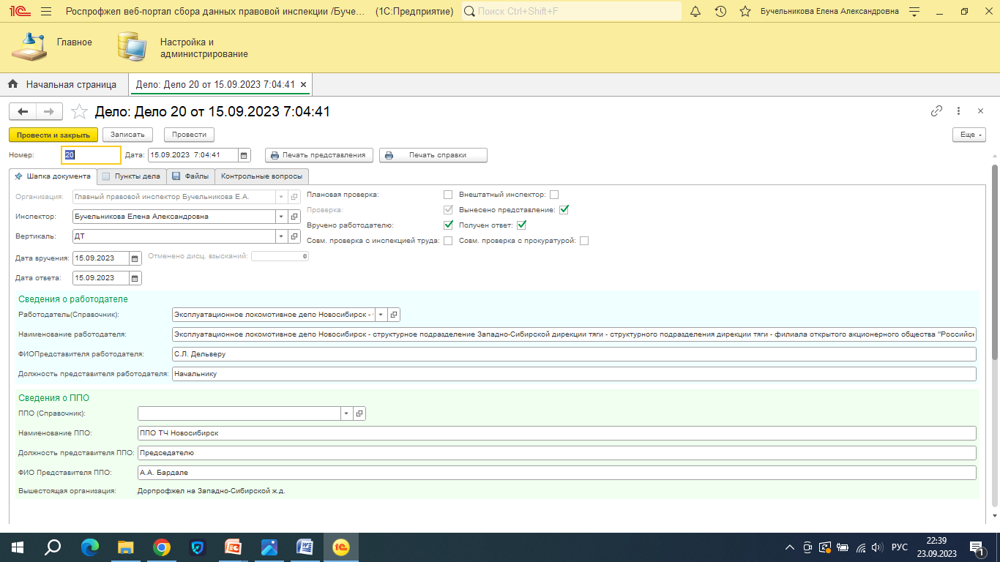 1С Роспрофжел веб-портал сбора данных правовой инспекции /Буче... (1С:Предприятие) Поиск Ctrl+Shift+F Бучельникова Елена Александровна
Главное
Настройка и
администрирование
Начальная страница Дело: Дело 20 от 15.09.2023 7:04:41 ×
Дело: Дело 20 от 15.09.2023 7:04:41
Провести и закрыть Записать Провести Еще
Номер: 20 Дата: 15.09.2023 7:04:41 Печать представления Печать справки
Шапка документа Пункты дела Файлы Контрольные вопросы
Организация: Главный правовой инспектор Бучельникова Е.А. Плановая проверка: Внештатный инспектор:
Проверка: Вынесено представление:
Инспектор: Бучельникова Елена Александровна
Вручено работодателю: Получен ответ:
Вертикаль: ДТ
Совм. проверка с инспекцией труда: Совм. проверка с прокуратурой:
Дата вручения: 15.09.2023 Отменено дисц. взысканий: 0
Дата ответа: 15.09.2023
Сведения о работодателе
Работодатель(Справочник): Эксплуатационное локомотивное депо Новосибирск -
Наименование работодателя: Эксплуатационное локомотивное депо Новосибирск - структурное подразделение Западно-Сибирской дирекции тяги - структурного подразделения дирекции тяги - филиала открытого акционерного общества "Российск
ФИОПредставителя работодателя: С.Л. Дельверу
Должность представителя работодателя: Начальнику
Сведения о ППО
ППО (Справочник):
Намиенование ППО: ППО ТЧ Новосибирск
Должность представителя ППО: Председателю
ФИО Представителя ППО: А.А. Бардале
Вышестоящая организация: Дорпрофжел на Западно-Сибирской ж.д.
РУС 22:39
23.09.2023 1